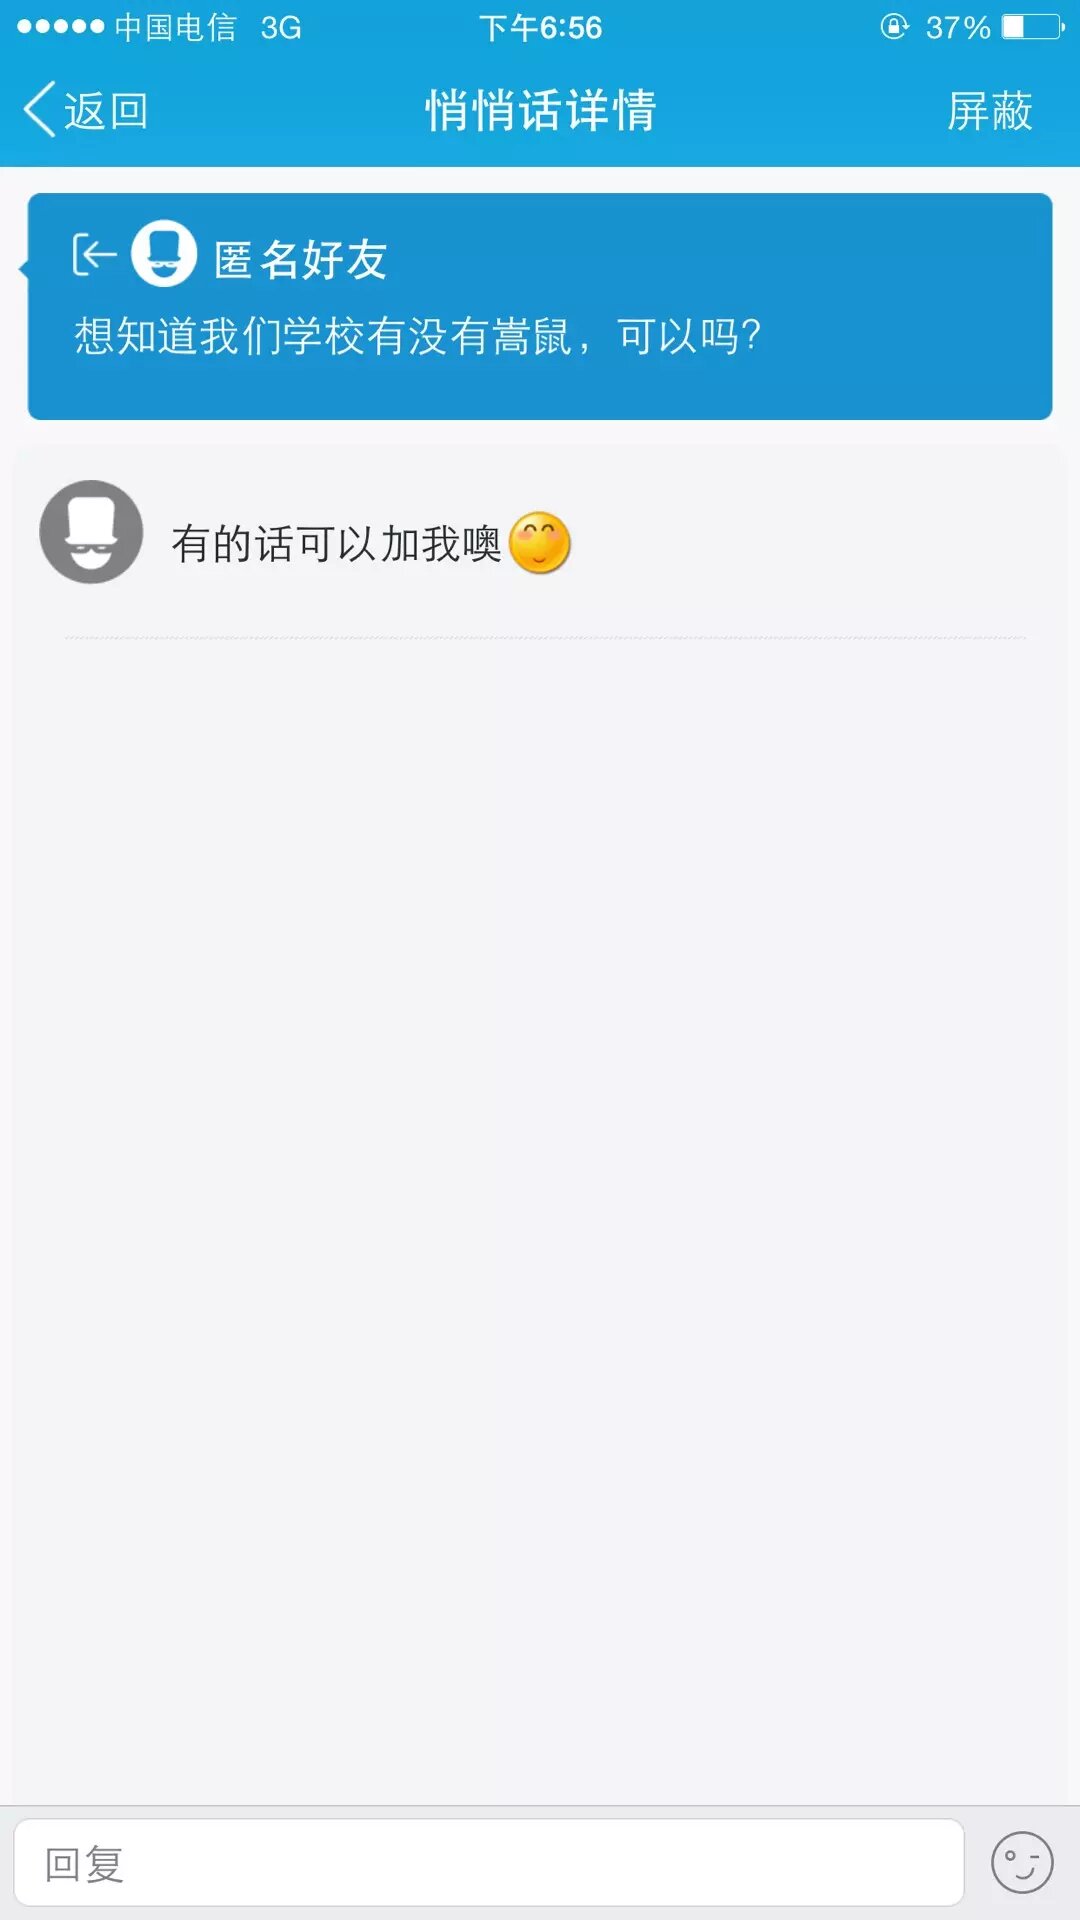 中国电信 3G 下午6:56 37%
返回 悄悄话详情 屏蔽
匿名好友
想知道我们学校有没有嵩鼠，可以吗？
有的话可以加我噢
回复